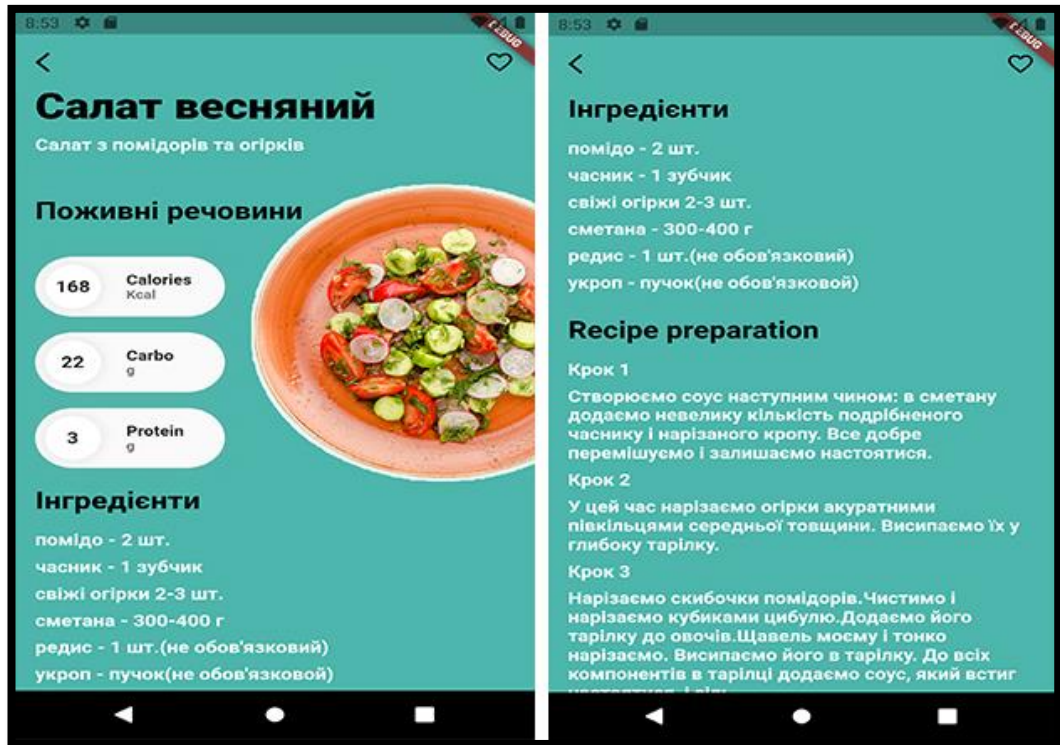 8:53
DEBUG
Салат весняний
Салат з помідорів та огірків
Поживні речовини
168
Calories
Kcal
22
Carbo
g
3
Protein
g
Інгредієнти
помідо - 2 шт.
часник - 1 зубчик
свіжі огірки 2-3 шт.
сметана - 300-400 г
редис - 1 шт.(не обов'язковий)
укроп - пучок(не обов'язковой)
8:53
DEBUG
Інгредієнти
помідо - 2 шт.
часник - 1 зубчик
свіжі огірки 2-3 шт.
сметана - 300-400 г
редис - 1 шт.(не обов'язковий)
укроп - пучок(не обов'язковой)
Recipe preparation
Крок 1
Створюємо соус наступним чином: в сметану
додаємо невелику кількість подрібненого
часнику і нарізаного кропу. Все добре
перемішуємо і залишаємо настоятися.
Крок 2
У цей час нарізаємо огірки акуратними
півкільцями середньої товщини. Висипаємо їх у
глибоку тарілку.
Крок 3
Нарізаємо скибочки помідорів.Чистимо і
нарізаємо кубиками цибулю.Додаємо його
тарілку до овочів.Щавель моєму і тонко
нарізаємо. Висипаємо його в тарілку. До всіх
компонентів в тарілці додаємо соус, який встиг